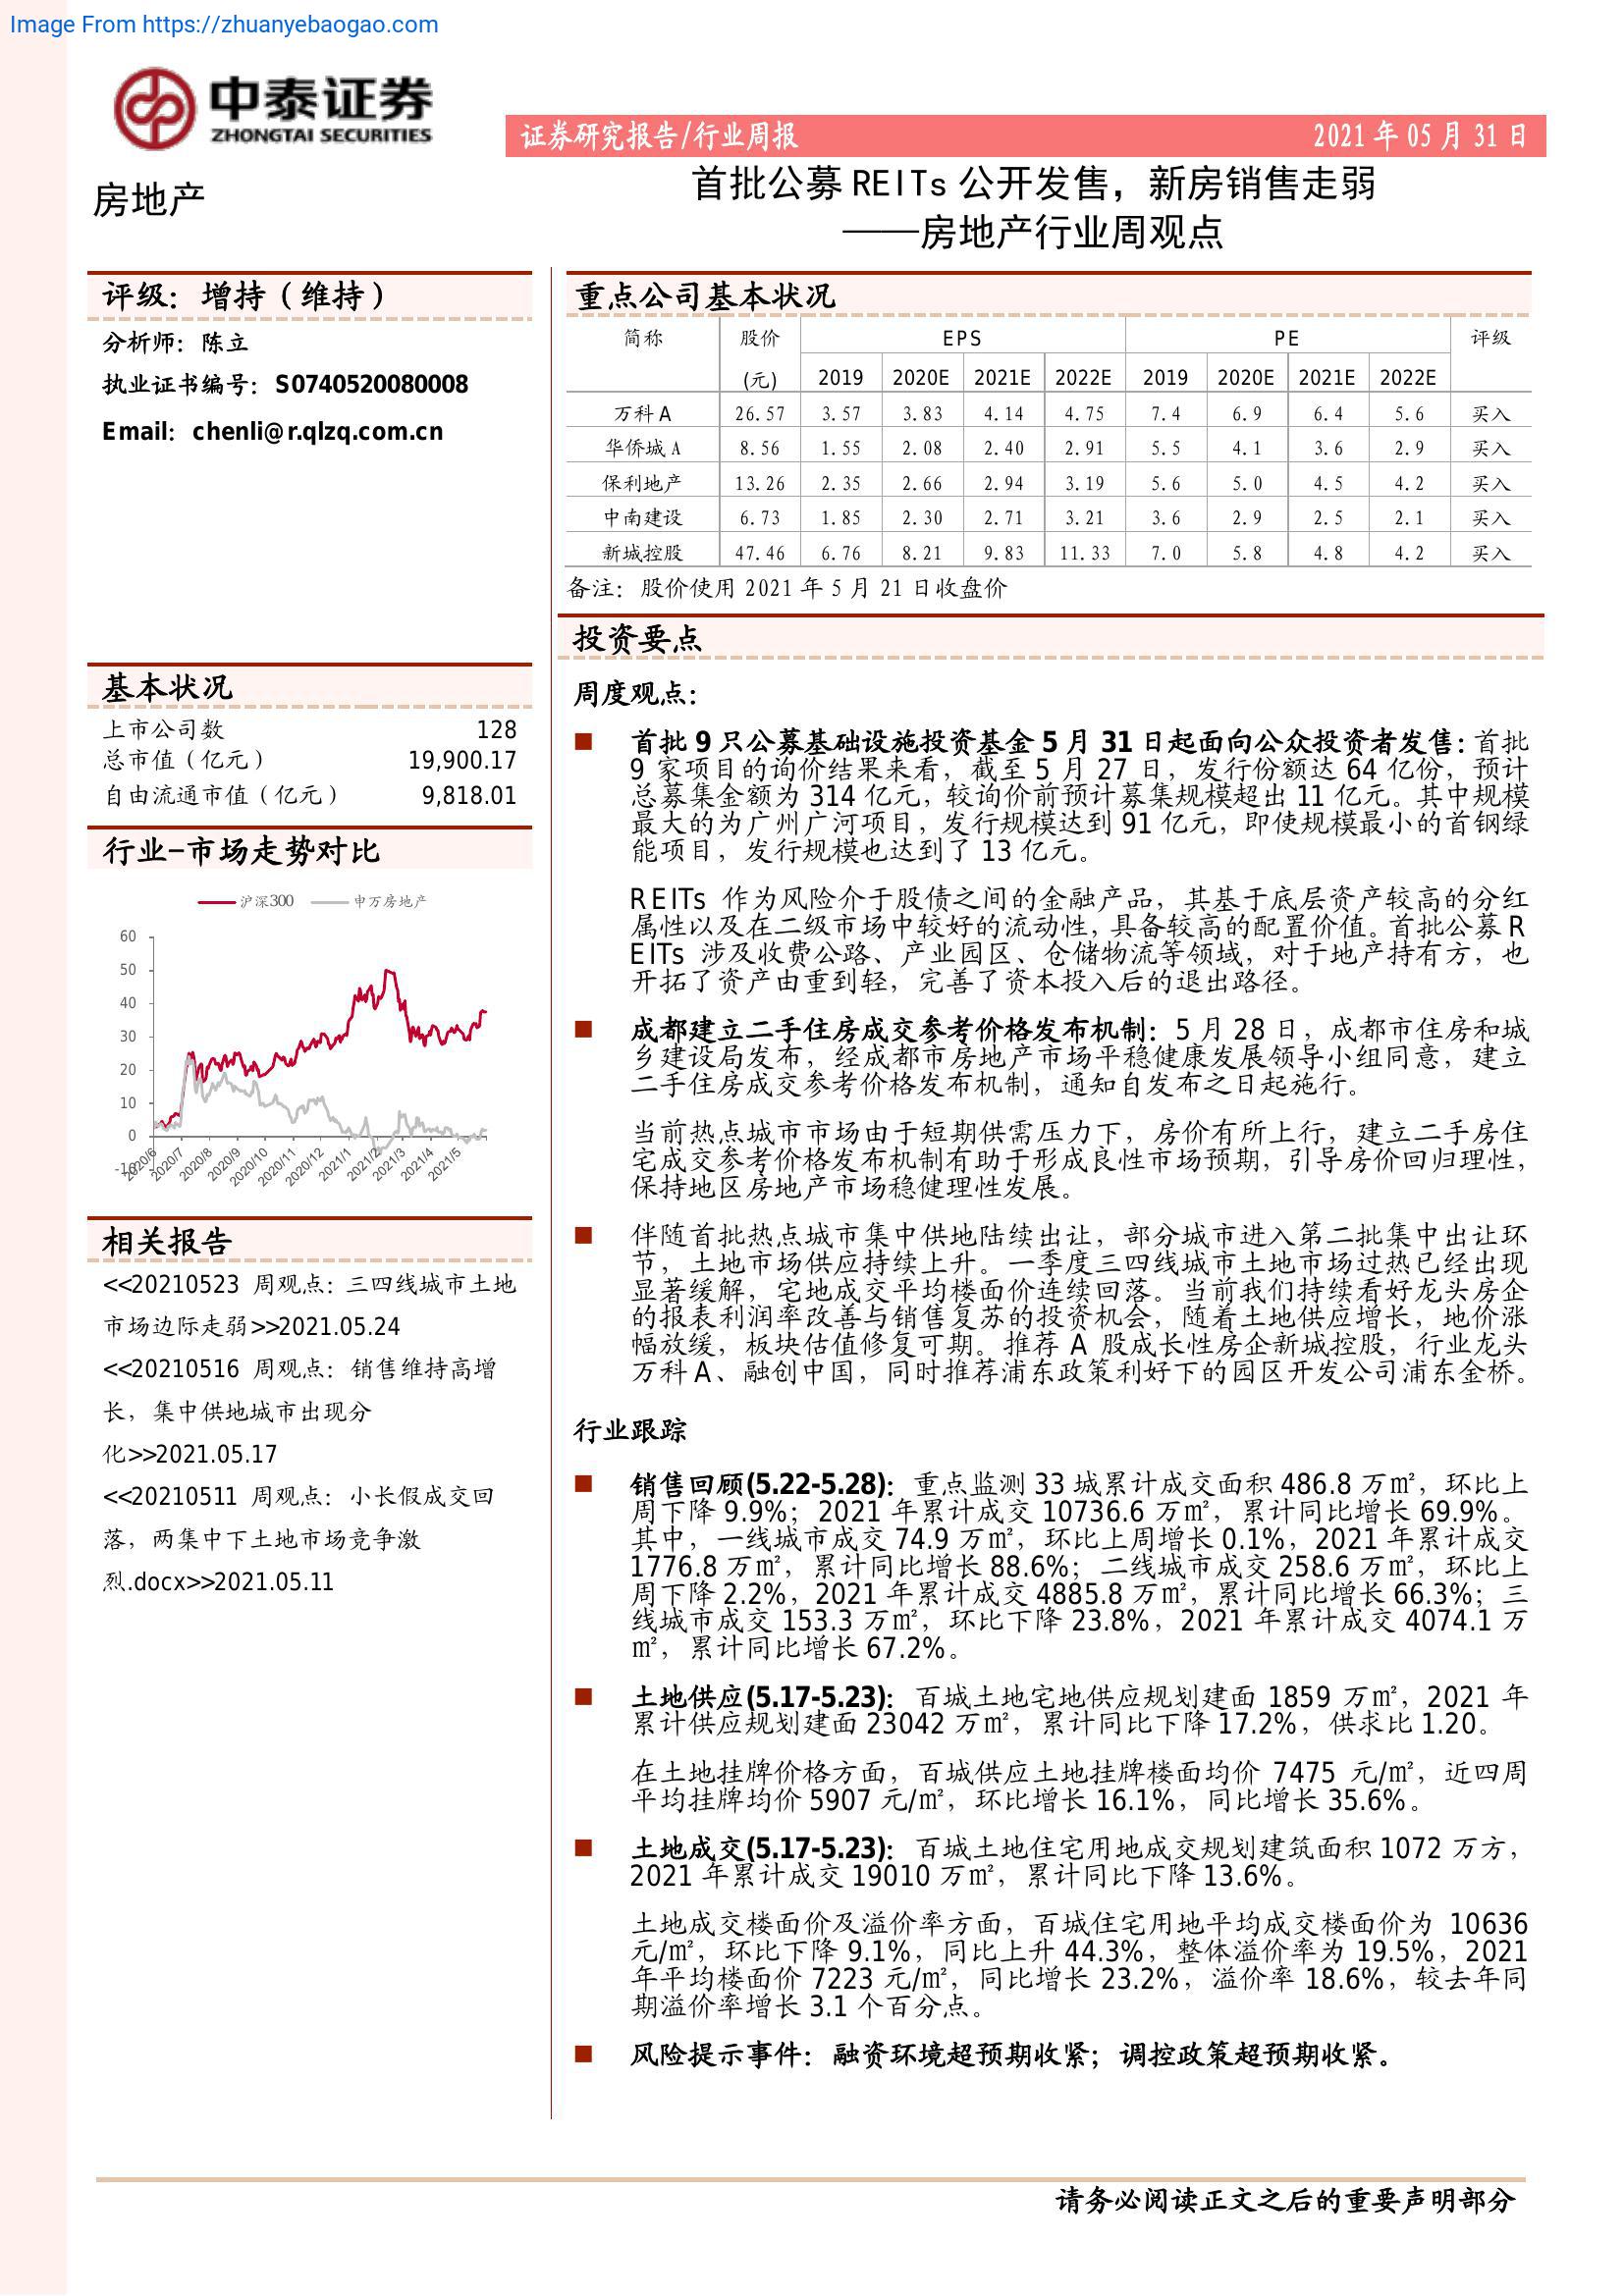 Image From https://zhuanyebaogao.com
中泰证券
ZHONGTAI SECURITIES
证券研究报告/行业周报 2021 年 05 月 31 日
房地产
首批公募 REITs 公开发售，新房销售走弱
——房地产行业周观点
评级：增持（维持）
分析师：陈立
执业证书编号：S0740520080008
Email：chenli@r.qlzq.com.cn
基本状况
上市公司数 128
总市值（亿元） 19,900.17
自由流通市值（亿元） 9,818.01
行业-市场走势对比
沪深300 申万房地产
60
50
40
30
20
10
0
-10
2020/6 2020/7 2020/8 2020/9 2020/10 2020/11 2020/12 2021/1 2021/2 2021/3 2021/4 2021/5
相关报告
<<20210523 周观点：三四线城市土地
市场边际走弱>>2021.05.24
<<20210516 周观点：销售维持高增
长，集中供地城市出现分
化>>2021.05.17
<<20210511 周观点：小长假成交回
落，两集中下土地市场竞争激
烈.docx>>2021.05.11
重点公司基本状况
简称 股价 EPS PE 评级
(元) 2019 2020E 2021E 2022E 2019 2020E 2021E 2022E
万科 A 26.57 3.57 3.83 4.14 4.75 7.4 6.9 6.4 5.6 买入
华侨城 A 8.56 1.55 2.08 2.40 2.91 5.5 4.1 3.6 2.9 买入
保利地产 13.26 2.35 2.66 2.94 3.19 5.6 5.0 4.5 4.2 买入
中南建设 6.73 1.85 2.30 2.71 3.21 3.6 2.9 2.5 2.1 买入
新城控股 47.46 6.76 8.21 9.83 11.33 7.0 5.8 4.8 4.2 买入
备注：股价使用 2021 年 5 月 21 日收盘价
投资要点
周度观点：
■ 首批 9 只公募基础设施投资基金 5 月 31 日起面向公众投资者发售：首批
9 家项目的询价结果来看，截至 5 月 27 日，发行份额达 64 亿份，预计
总募集金额为 314 亿元，较询价前预计募集规模超出 11 亿元。其中规模
最大的为广州广河项目，发行规模达到 91 亿元，即使规模最小的首钢绿
能项目，发行规模也达到了 13 亿元。
REITs 作为风险介于股债之间的金融产品，其基于底层资产较高的分红
属性以及在二级市场中较好的流动性，具备较高的配置价值。首批公募 R
EITs 涉及收费公路、产业园区、仓储物流等领域，对于地产持有方，也
开拓了资产由重到轻，完善了资本投入后的退出路径。
■ 成都建立二手住房成交参考价格发布机制：5 月 28 日，成都市住房和城
乡建设局发布，经成都市房地产市场平稳健康发展领导小组同意，建立
二手住房成交参考价格发布机制，通知自发布之日起施行。
当前热点城市市场由于短期供需压力下，房价有所上行，建立二手房住
宅成交参考价格发布机制有助于形成良性市场预期，引导房价回归理性，
保持地区房地产市场稳健理性发展。
■ 伴随首批热点城市集中供地陆续出让，部分城市进入第二批集中出让环
节，土地市场供应持续上升。一季度三四线城市土地市场过热已经出现
显著缓解，宅地成交平均楼面价连续回落。当前我们持续看好龙头房企
的报表利润率改善与销售复苏的投资机会，随着土地供应增长，地价涨
幅放缓，板块估值修复可期。推荐 A 股成长性房企新城控股，行业龙头
万科 A、融创中国，同时推荐浦东政策利好下的园区开发公司浦东金桥。
行业跟踪
■ 销售回顾(5.22-5.28)：重点监测 33 城累计成交面积 486.8 万㎡，环比上
周下降 9.9%；2021 年累计成交 10736.6 万㎡，累计同比增长 69.9%。
其中，一线城市成交 74.9 万㎡，环比上周增长 0.1%，2021 年累计成交
1776.8 万㎡，累计同比增长 88.6%；二线城市成交 258.6 万㎡，环比上
周下降 2.2%，2021 年累计成交 4885.8 万㎡，累计同比增长 66.3%；三
线城市成交 153.3 万㎡，环比下降 23.8%，2021 年累计成交 4074.1 万
㎡，累计同比增长 67.2%。
■ 土地供应(5.17-5.23)：百城土地宅地供应规划建面 1859 万㎡，2021 年
累计供应规划建面 23042 万㎡，累计同比下降 17.2%，供求比 1.20。
在土地挂牌价格方面，百城供应土地挂牌楼面均价 7475 元/㎡，近四周
平均挂牌均价 5907 元/㎡，环比增长 16.1%，同比增长 35.6%。
■ 土地成交(5.17-5.23)：百城土地住宅用地成交规划建筑面积 1072 万方，
2021 年累计成交 19010 万㎡，累计同比下降 13.6%。
土地成交楼面价及溢价率方面，百城住宅用地平均成交楼面价为 10636
元/㎡，环比下降 9.1%，同比上升 44.3%，整体溢价率为 19.5%，2021
年平均楼面价 7223 元/㎡，同比增长 23.2%，溢价率 18.6%，较去年同
期溢价率增长 3.1 个百分点。
■ 风险提示事件：融资环境超预期收紧；调控政策超预期收紧。
请务必阅读正文之后的重要声明部分